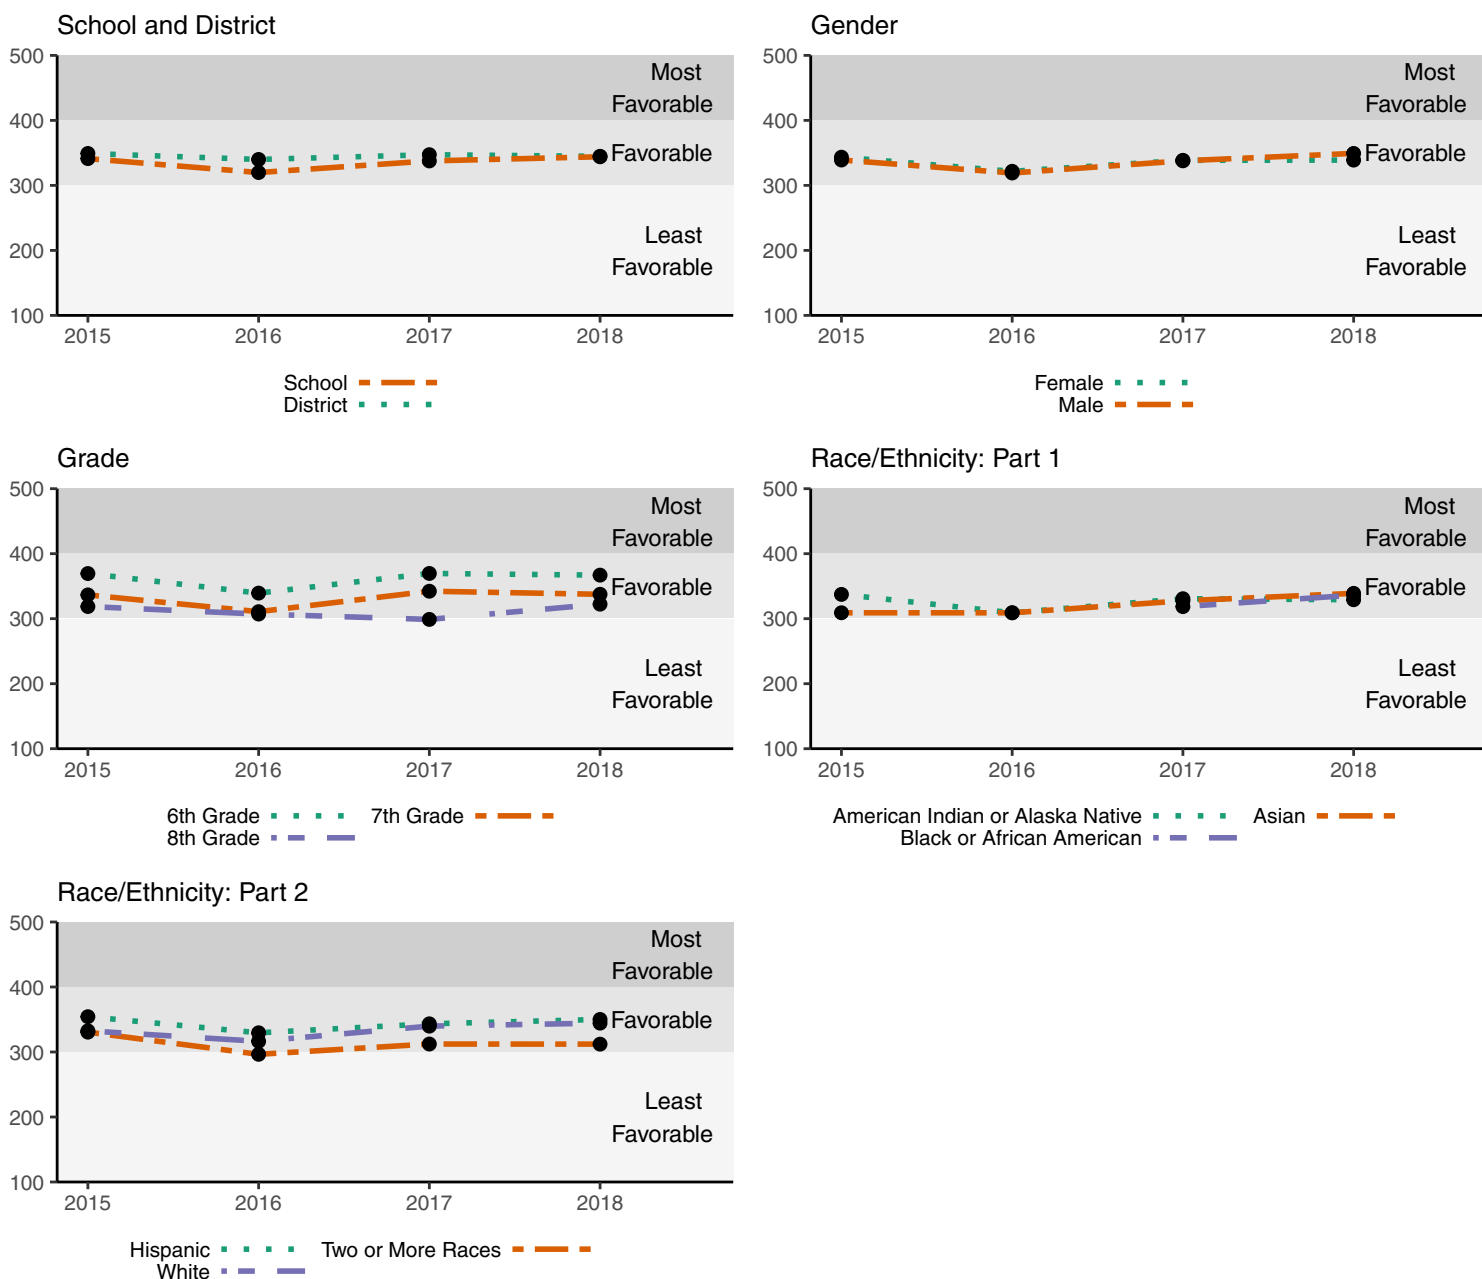 School and District
500
400
300
200
100
Most
Favorable
Favorable
Least
Favorable
2015 2016 2017 2018
School
District
Gender
500
400
300
200
100
Most
Favorable
Favorable
Least
Favorable
2015 2016 2017 2018
Female
Male
Grade
500
400
300
200
100
Most
Favorable
Favorable
Least
Favorable
2015 2016 2017 2018
6th Grade 7th Grade
8th Grade
Race/Ethnicity: Part 1
500
400
300
200
100
Most
Favorable
Favorable
Least
Favorable
2015 2016 2017 2018
American Indian or Alaska Native Asian
Black or African American
Race/Ethnicity: Part 2
500
400
300
200
100
Most
Favorable
Favorable
Least
Favorable
2015 2016 2017 2018
Hispanic Two or More Races
White